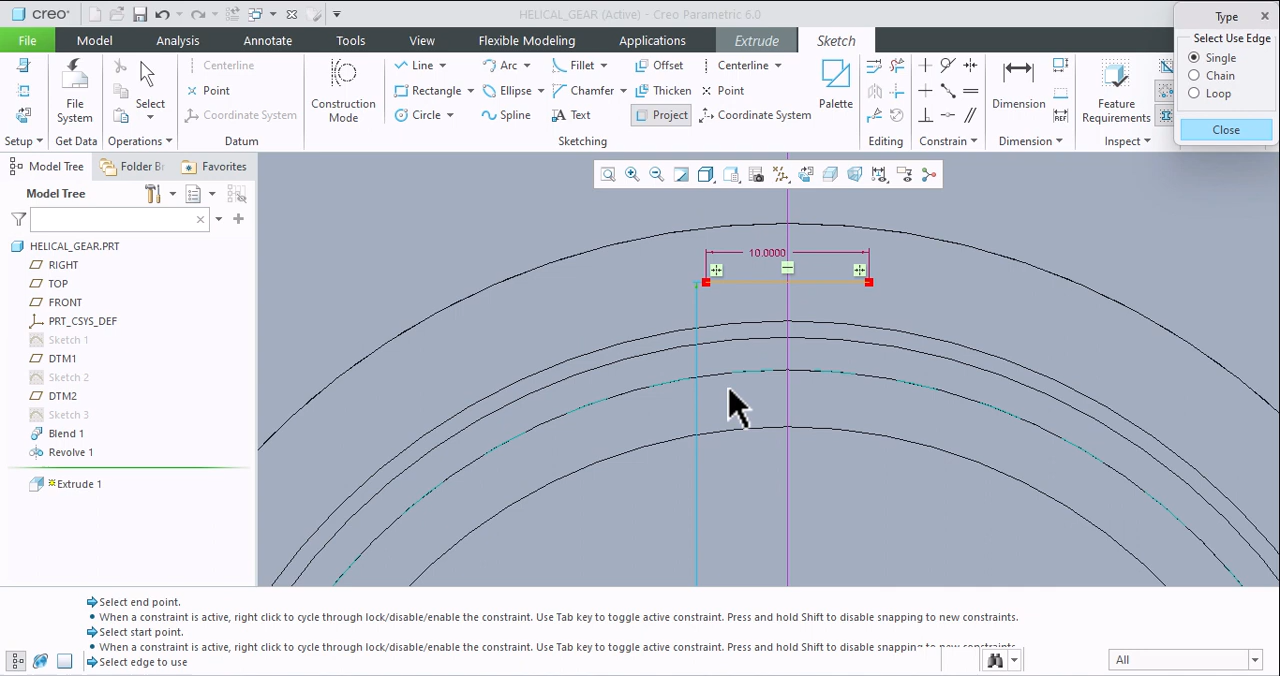 creo HELICAL_GEAR (Active) - Creo Parametric 6.0
File Model Analysis Annotate Tools View Flexible Modeling Applications Extrude Sketch
Type
Select Use Edge
Single
Chain
Loop
Close
File System
Select
Centerline
Point
Coordinate System
Construction Mode
Line Arc Fillet Offset Centerline
Rectangle Ellipse Chamfer Thicken Point
Circle Spline Text Project Coordinate System
Palette
Dimension
REF
Feature Requirements
Setup Get Data Operations Datum Sketching Editing Constrain Dimension Inspect
Model Tree Folder Br Favorites
Model Tree
HELICAL_GEAR.PRT
RIGHT
TOP
FRONT
PRT_CSYS_DEF
Sketch 1
DTM1
Sketch 2
DTM2
Sketch 3
Blend 1
Revolve 1
Extrude 1
10.0000
Select end point.
When a constraint is active, right click to cycle through lock/disable/enable the constraint. Use Tab key to toggle active constraint. Press and hold Shift to disable snapping to new constraints.
Select start point.
When a constraint is active, right click to cycle through lock/disable/enable the constraint. Use Tab key to toggle active constraint. Press and hold Shift to disable snapping to new constraints.
Select edge to use
All